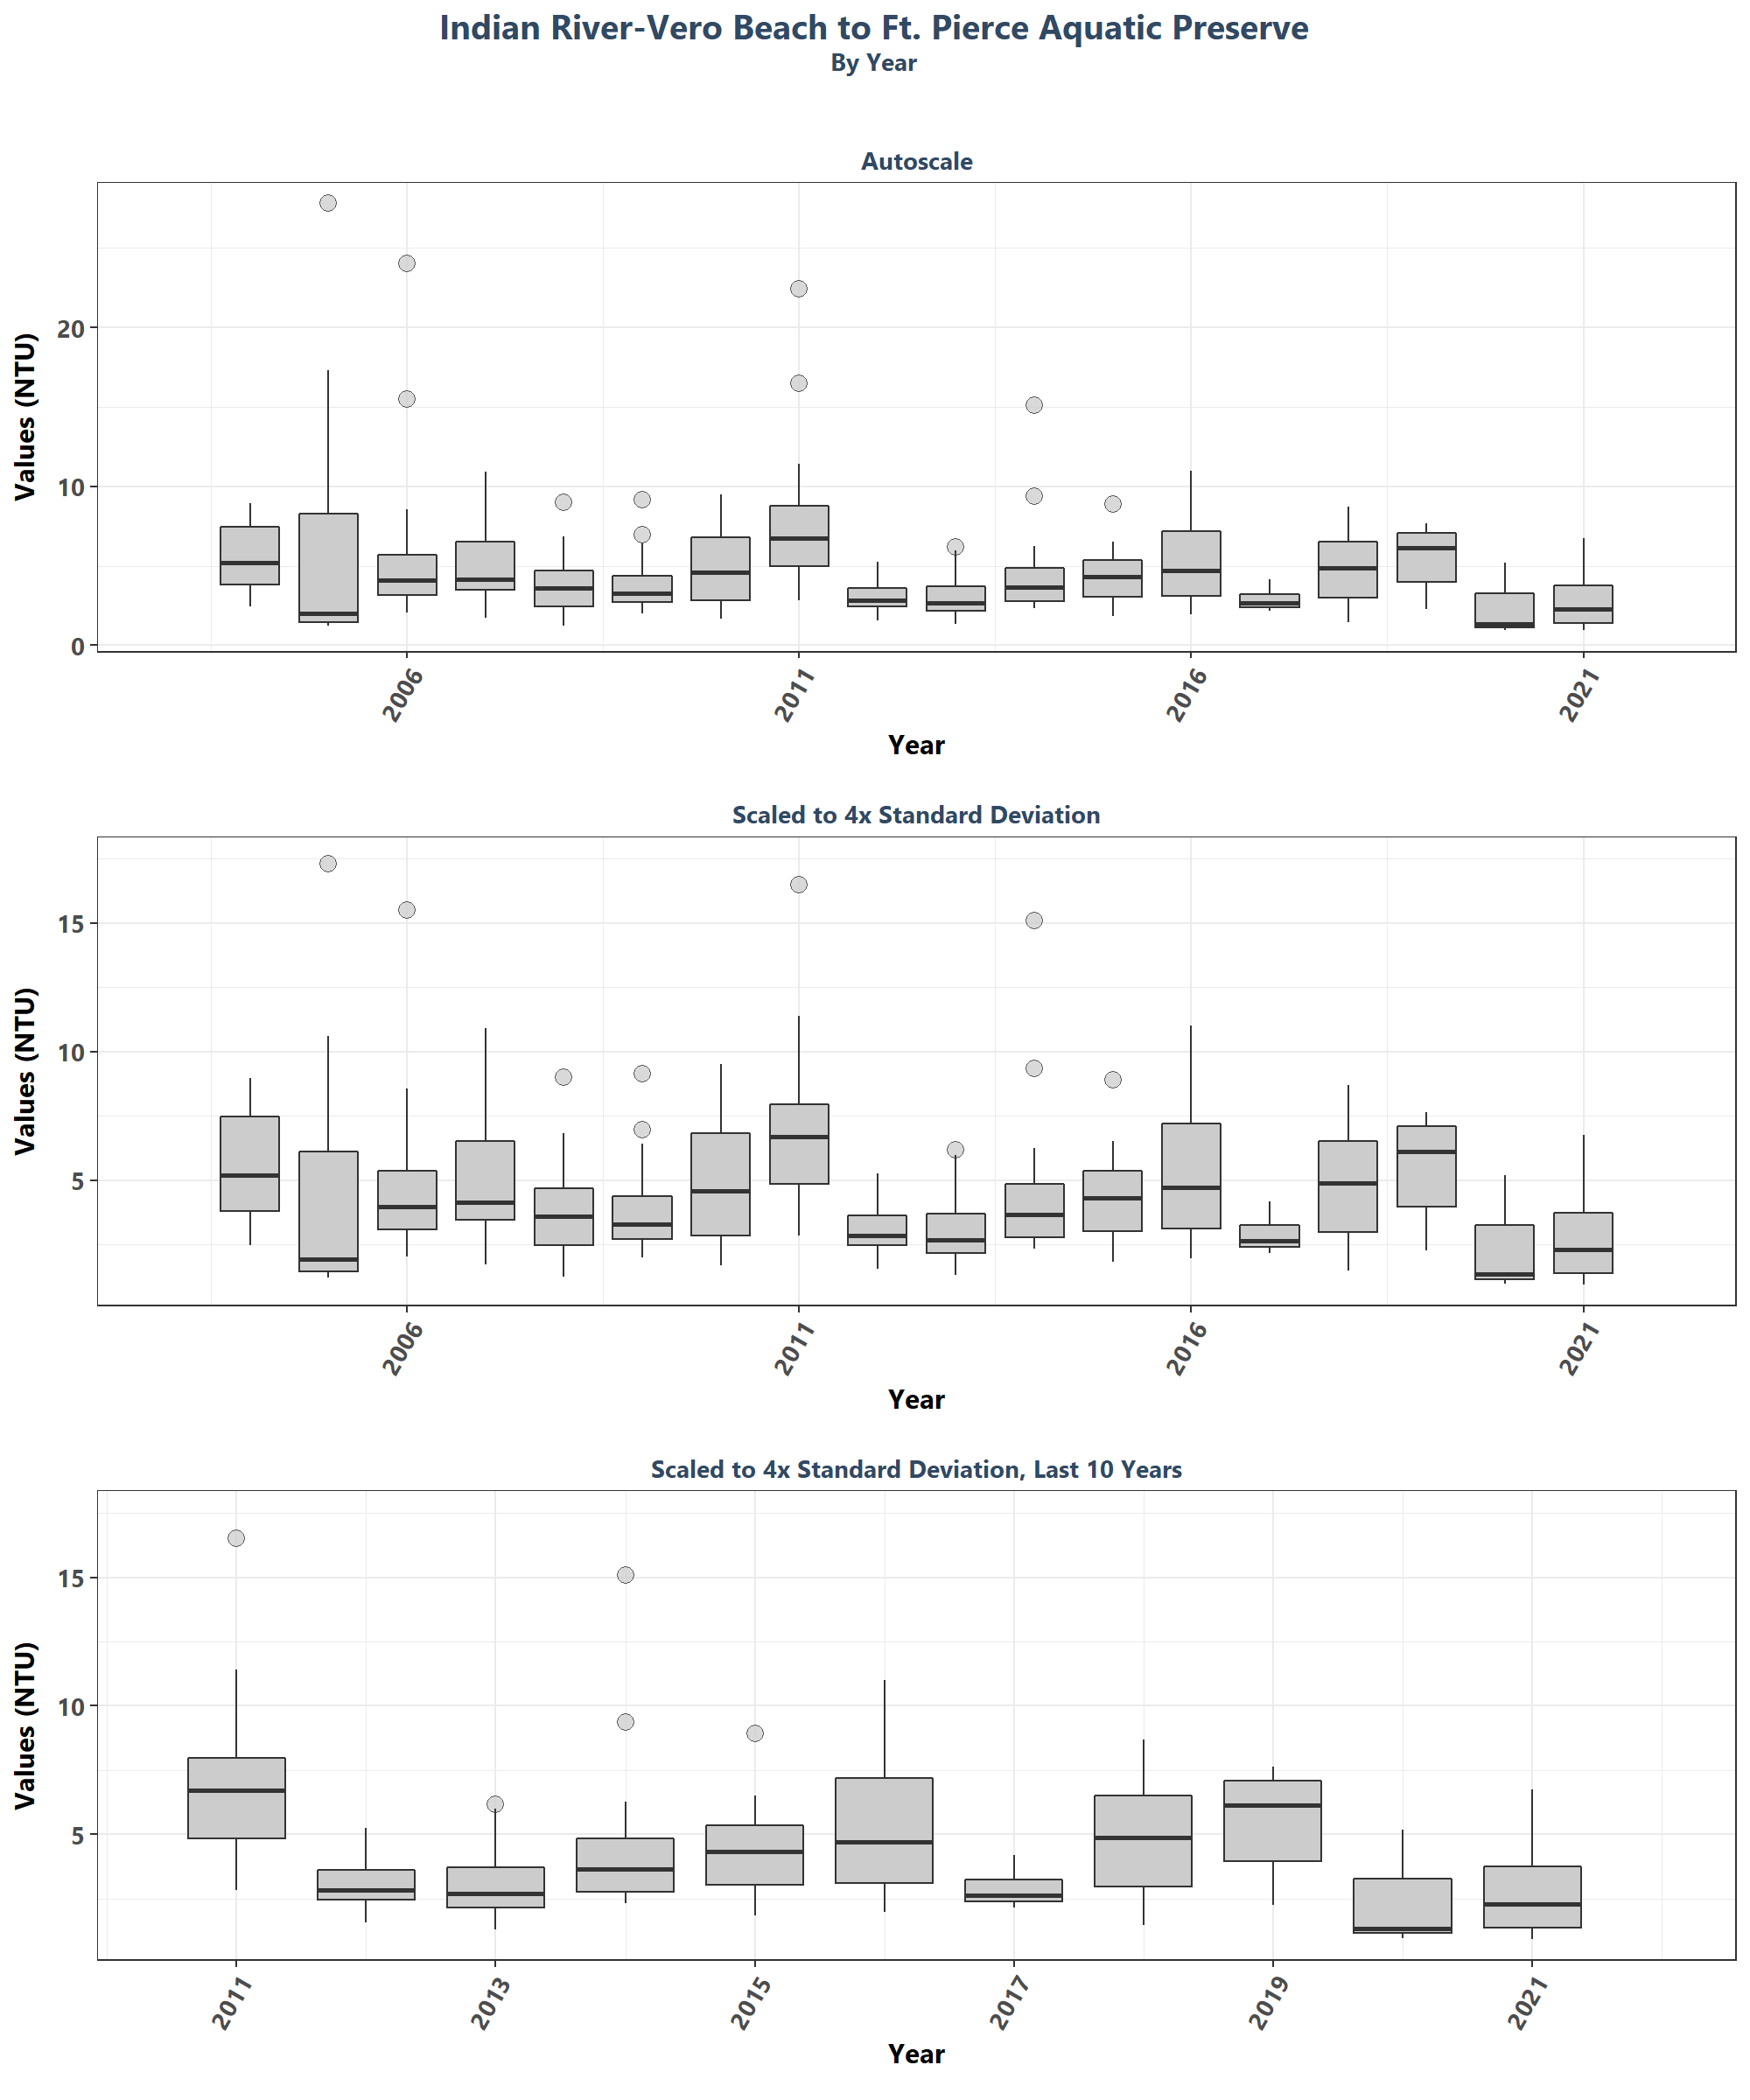 Indian River-Vero Beach to Ft. Pierce Aquatic Preserve
By Year
Autoscale
Values (NTU)
20
10
0
2006
2011
2016
2021
Year
Scaled to 4x Standard Deviation
Values (NTU)
15
10
5
2006
2011
2016
2021
Year
Scaled to 4x Standard Deviation, Last 10 Years
Values (NTU)
15
10
5
2011
2013
2015
2017
2019
2021
Year